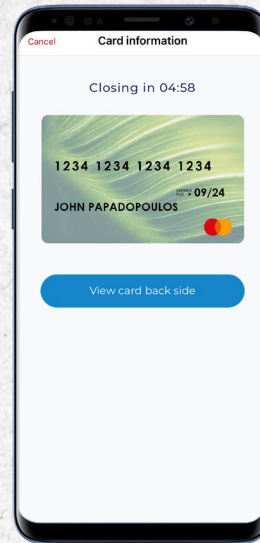 Cancel Card information
Closing in 04:58
1234 1234 1234 1234
09/24
JOHN PAPADOPOULOS
View card back side